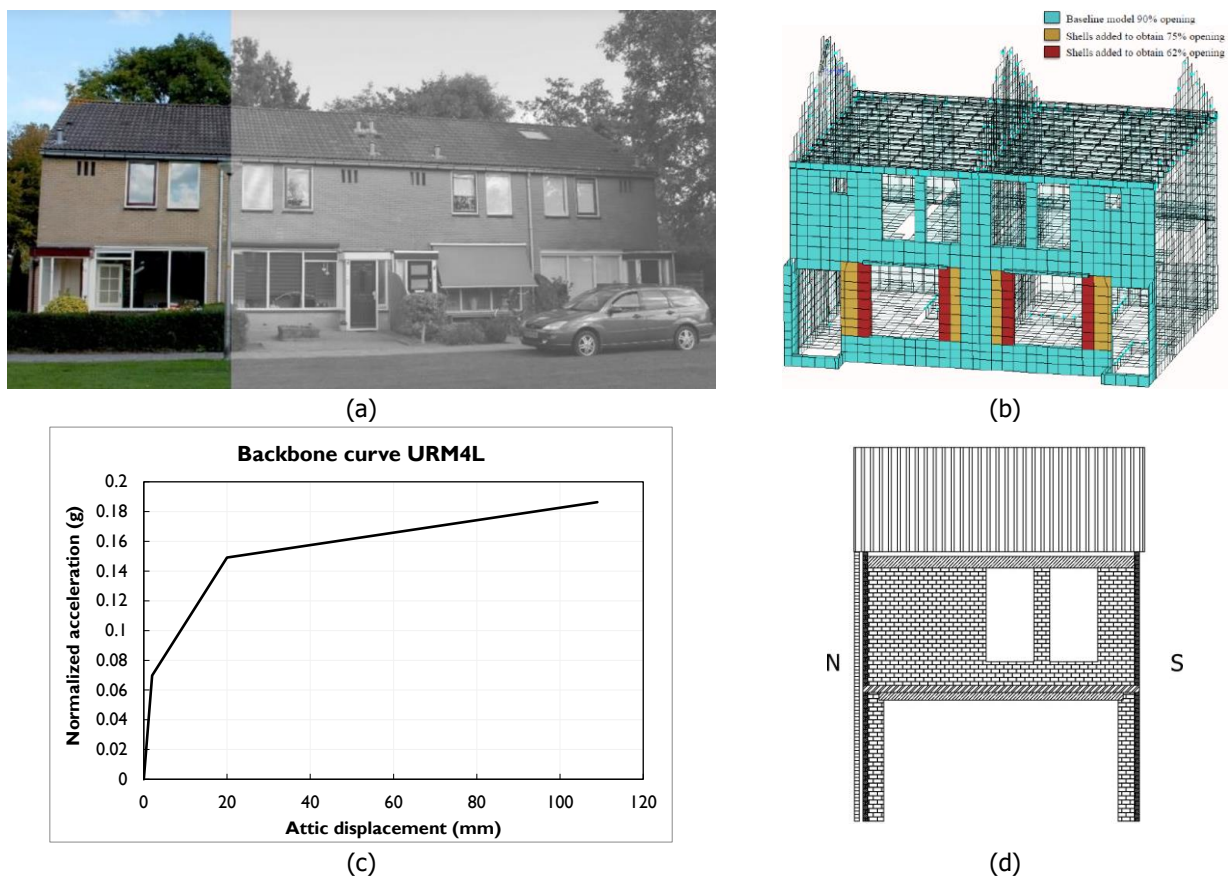 Baseline model 90% opening
Shells added to obtain 75% opening
Shells added to obtain 62% opening
(a)
(b)
Backbone curve URM4L
Normalized acceleration (g)
0.2
0.18
0.16
0.14
0.12
0.1
0.08
0.06
0.04
0.02
0
0 20 40 60 80 100 120
Attic displacement (mm)
N S
(c)
(d)